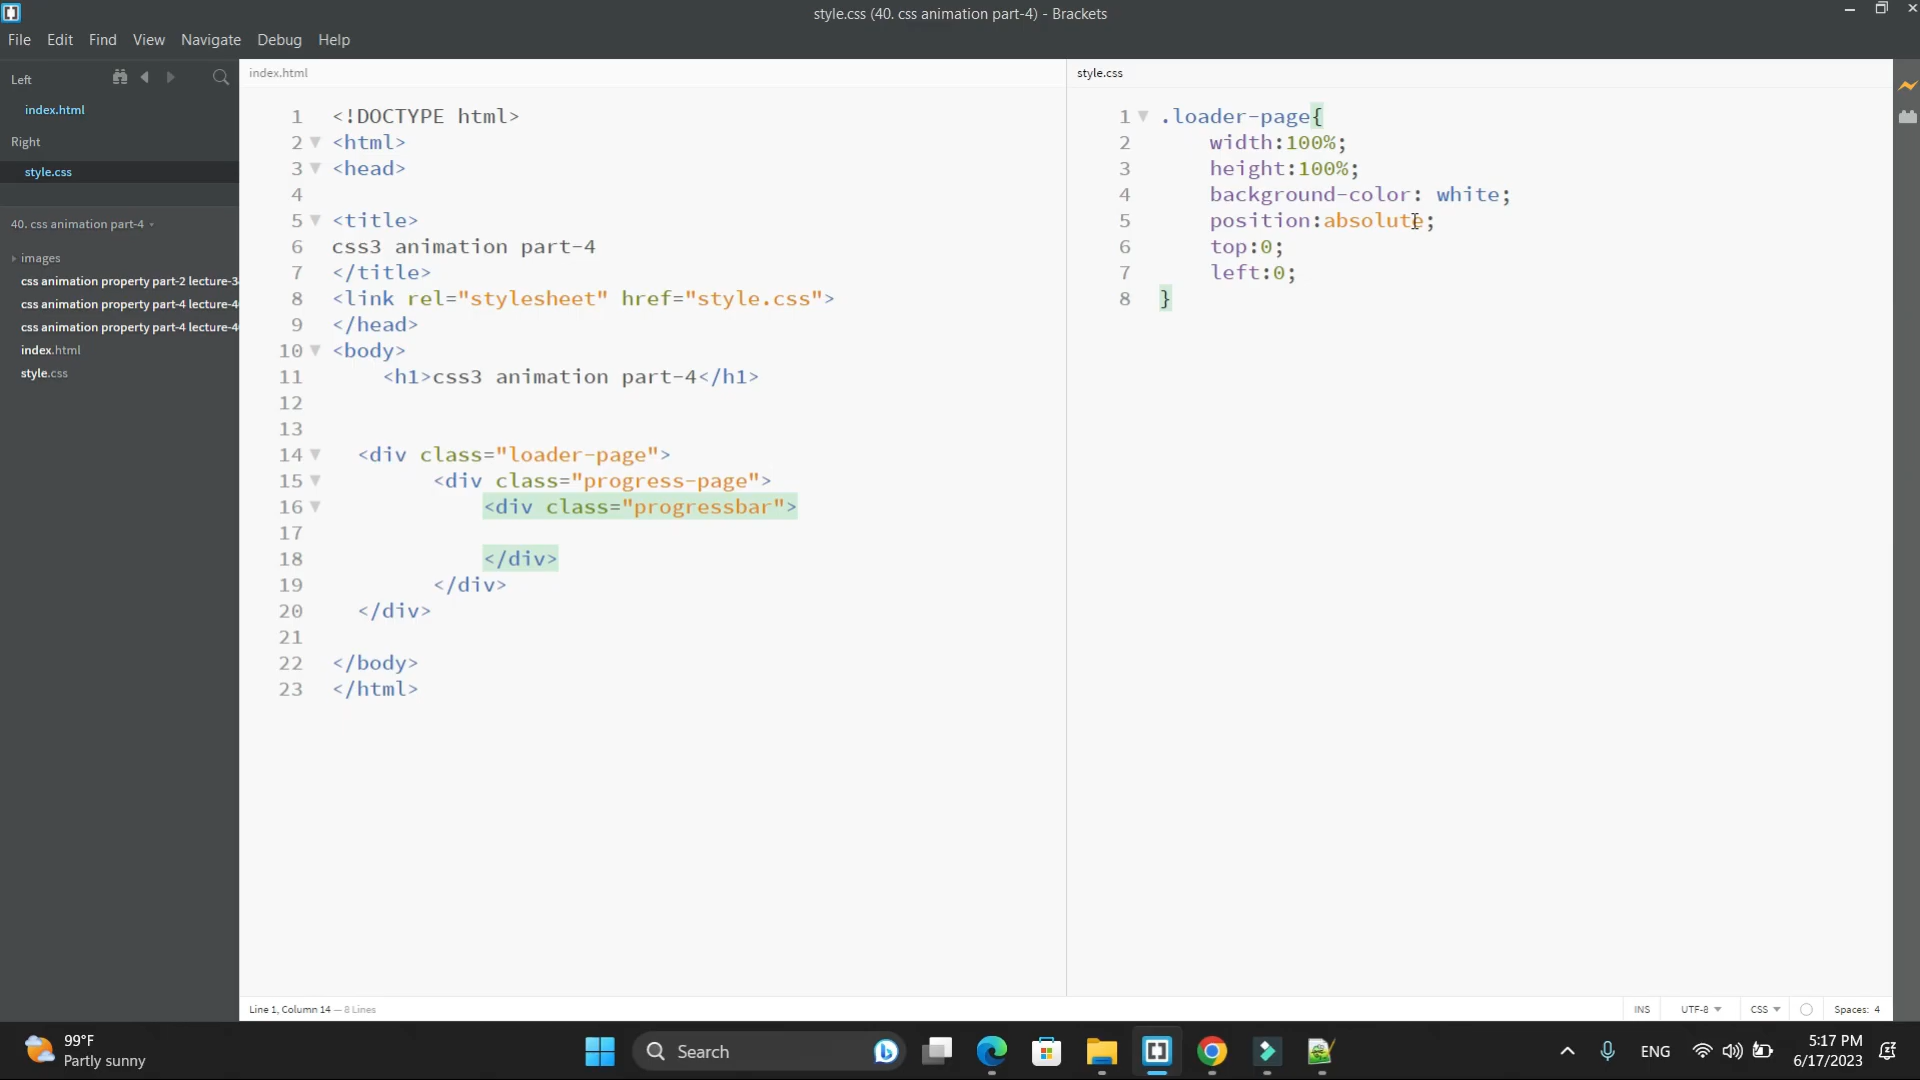 style.css (40. css animation part-4) - Brackets
File Edit Find View Navigate Debug Help
Left
index.html
Right
style.css
40. css animation part-4
images
css animation property part-2 lecture-3
css animation property part-4 lecture-4
css animation property part-4 lecture-4
index.html
style.css
index.html
1 <!DOCTYPE html>
2 <html>
3 <head>
4
5 <title>
6 css3 animation part-4
7 </title>
8 <link rel="stylesheet" href="style.css">
9 </head>
10 <body>
11 <h1>css3 animation part-4</h1>
12
13
14 <div class="loader-page">
15 <div class="progress-page">
16 <div class="progressbar">
17
18 </div>
19 </div>
20 </div>
21
22 </body>
23 </html>
style.css
1 .loader-page{
2 width:100%;
3 height:100%;
4 background-color: white;
5 position:absolute;
6 top:0;
7 left:0;
8 }
Line 1, Column 14 — 8 Lines
INS UTF-8 CSS Spaces: 4
99°F
Partly sunny
Search
ENG
5:17 PM
6/17/2023